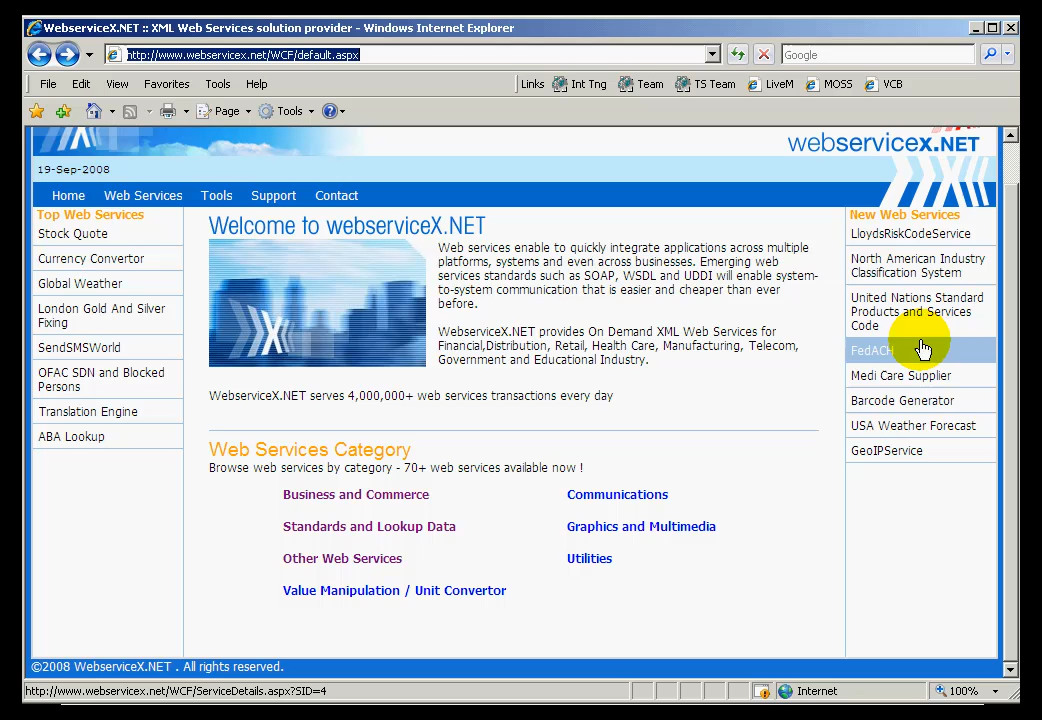 WebserviceX.NET :: XML Web Services solution provider - Windows Internet Explorer
http://www.webservicex.net/WCF/default.aspx
Google
File Edit View Favorites Tools Help
Links Int Tng Team TS Team LiveM MOSS VCB
Page Tools
webserviceX.NET
19-Sep-2008
Home Web Services Tools Support Contact
Top Web Services
Stock Quote
Currency Convertor
Global Weather
London Gold And Silver
Fixing
SendSMSWorld
OFAC SDN and Blocked
Persons
Translation Engine
ABA Lookup
Welcome to webserviceX.NET
Web services enable to quickly integrate applications across multiple
platforms, systems and even across businesses. Emerging web
services standards such as SOAP, WSDL and UDDI will enable system-
to-system communication that is easier and cheaper than ever
before.
WebserviceX.NET provides On Demand XML Web Services for
Financial,Distribution, Retail, Health Care, Manufacturing, Telecom,
Government and Educational Industry.
WebserviceX.NET serves 4,000,000+ web services transactions every day
Web Services Category
Browse web services by category - 70+ web services available now !
Business and Commerce
Communications
Standards and Lookup Data
Graphics and Multimedia
Other Web Services
Utilities
Value Manipulation / Unit Convertor
New Web Services
LloydsRiskCodeService
North American Industry
Classification System
United Nations Standard
Products and Services
Code
FedACH
Medi Care Supplier
Barcode Generator
USA Weather Forecast
GeoIPService
©2008 WebserviceX.NET . All rights reserved.
http://www.webservicex.net/WCF/ServiceDetails.aspx?SID=4
Internet
100%